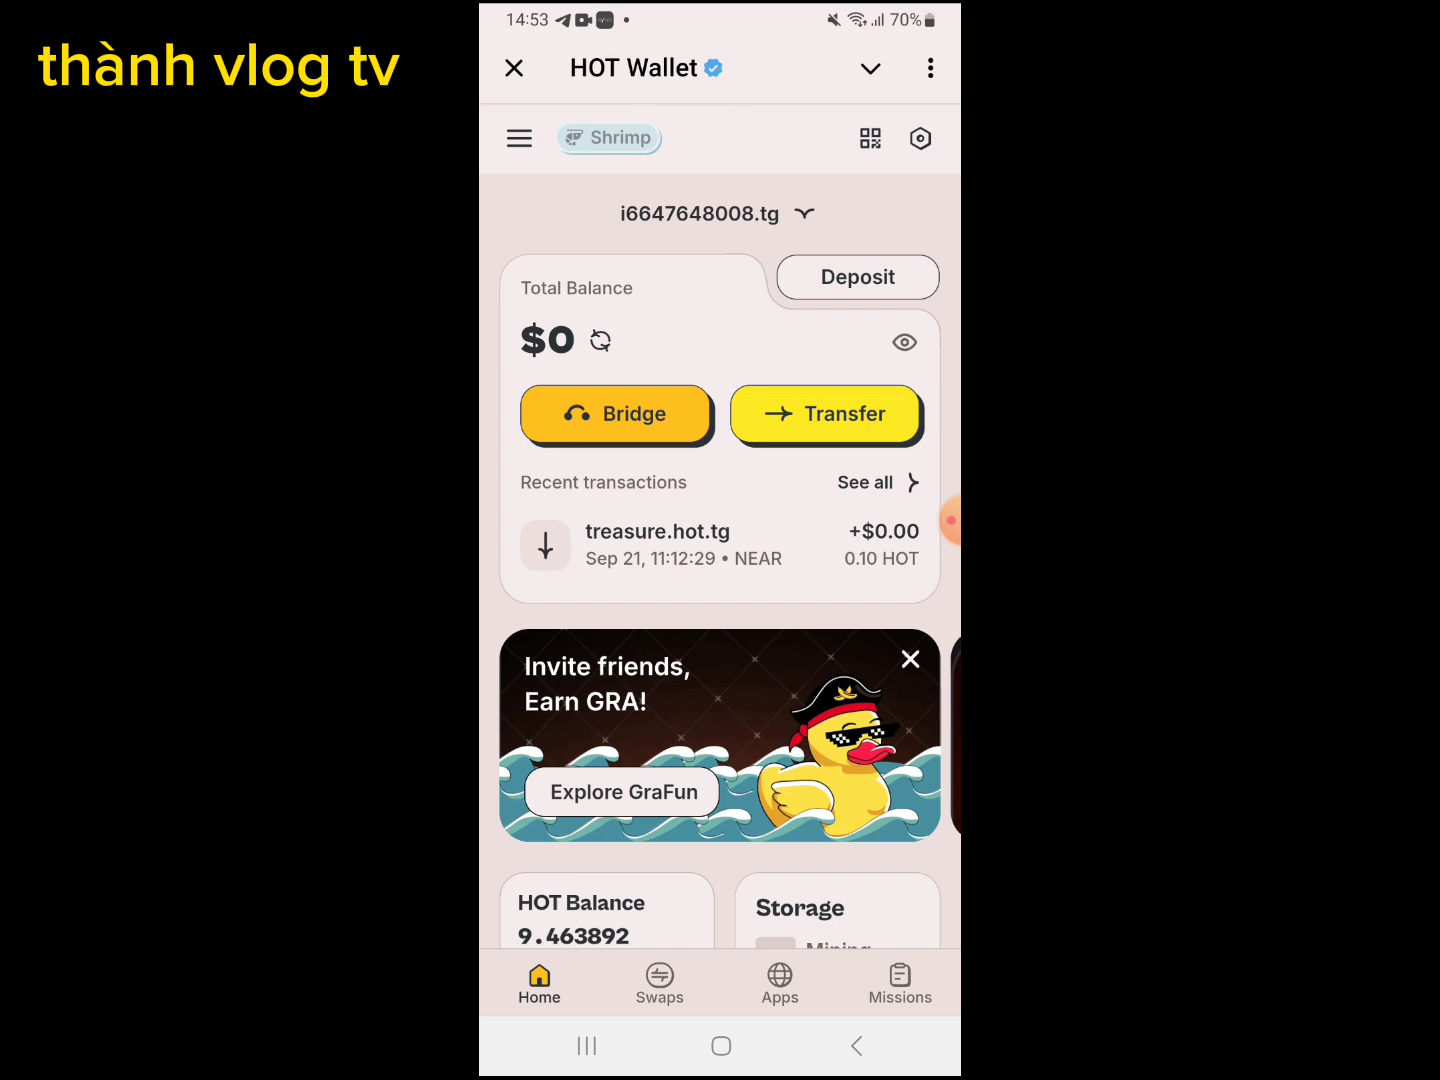 thành vlog tv
14:53
70%
HOT Wallet
Shrimp
i6647648008.tg
Deposit
Total Balance
$0
Bridge
Transfer
Recent transactions
See all
treasure.hot.tg
+$0.00
Sep 21, 11:12:29 • NEAR
0.10 HOT
Invite friends,
Earn GRA!
Explore GraFun
HOT Balance
9.463892
Storage
Mining
Home
Swaps
Apps
Missions